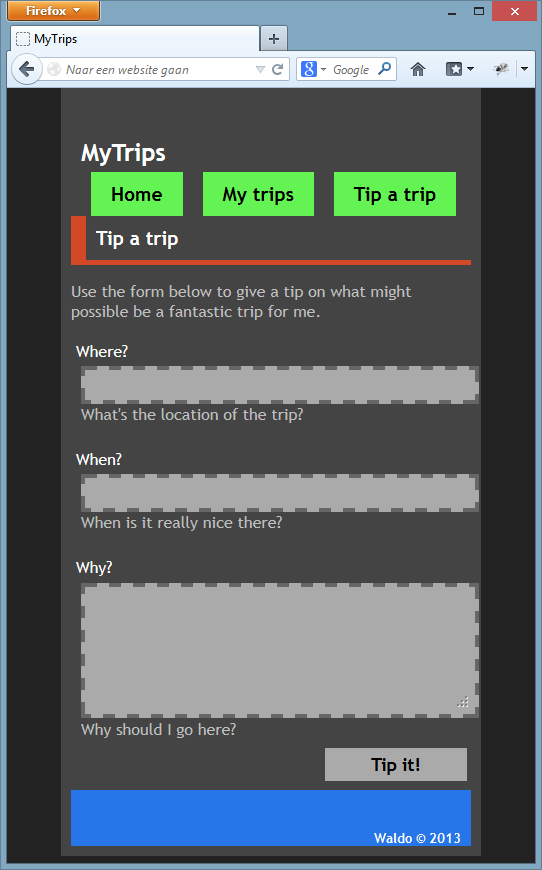 Firefox
MyTrips
Naar een website gaan
8 Google
MyTrips
Home
My trips
Tip a trip
Tip a trip
Use the form below to give a tip on what might
possible be a fantastic trip for me.
Where?
What's the location of the trip?
When?
When is it really nice there?
Why?
Why should I go here?
Tip it!
Waldo © 2013